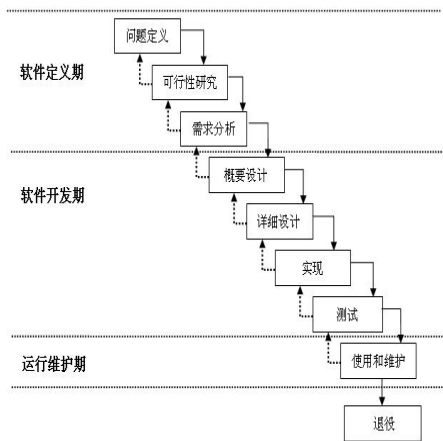 问题定义
软件定义期
可行性研究
需求分析
概要设计
软件开发期
详细设计
实现
测试
运行维护期
使用和维护
退役